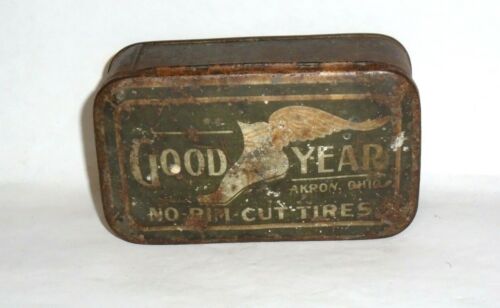 GOOD YEAR
AKRON, OHIO
NO-RIM-CUT TIRES